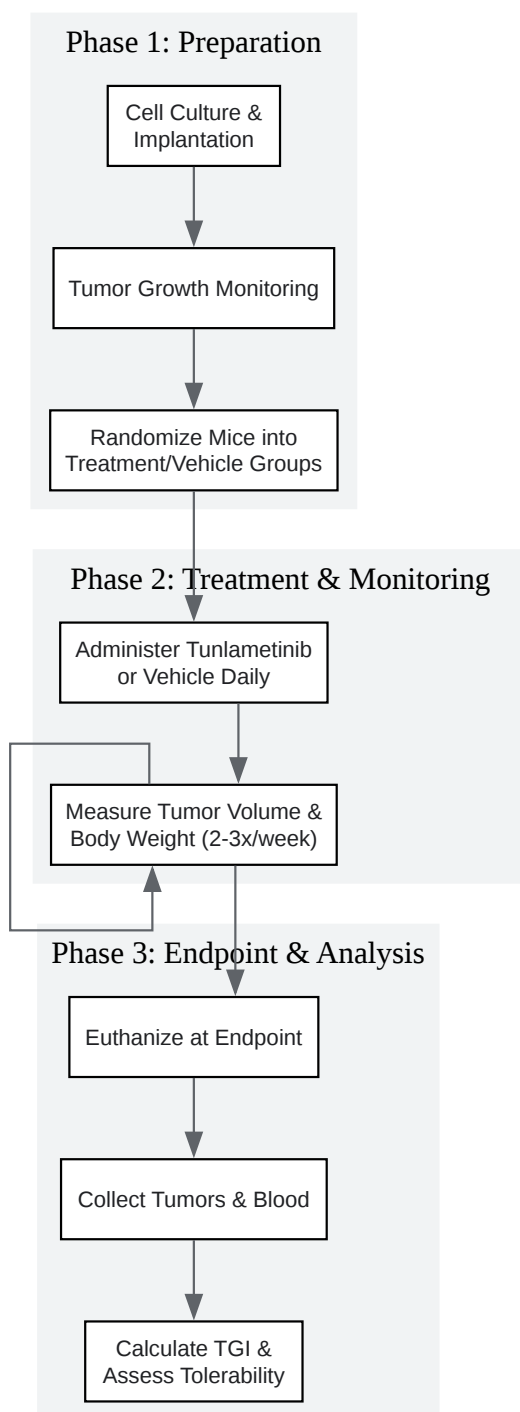 Phase 1: Preparation
Cell Culture &
Implantation
Tumor Growth Monitoring
Randomize Mice into
Treatment/Vehicle Groups
Phase 2: Treatment & Monitoring
Administer Tunlametinib
or Vehicle Daily
Measure Tumor Volume &
Body Weight (2-3x/week)
Phase 3: Endpoint & Analysis
Euthanize at Endpoint
Collect Tumors & Blood
Calculate TGI &
Assess Tolerability